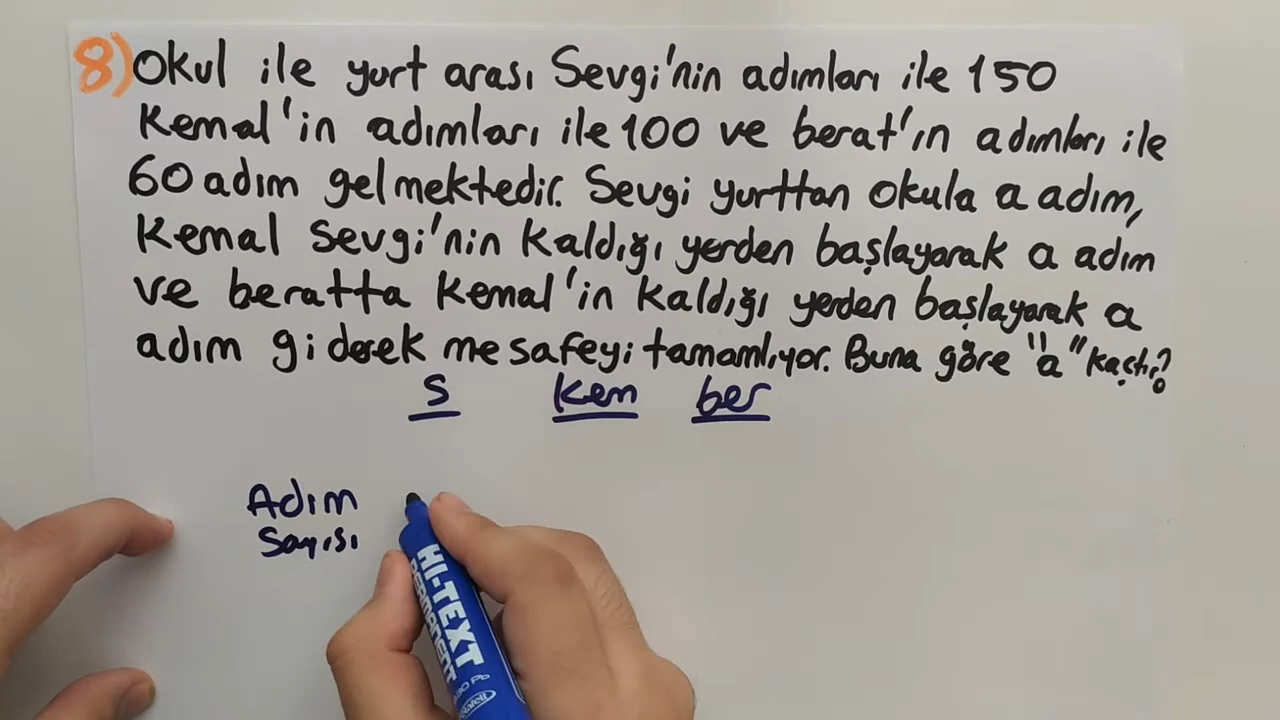 8) Okul ile yurt arası Sevgi'nin adımları ile 150
Kemal'in adımları ile 100 ve berat'ın adımları ile
60 adım gelmektedir. Sevgi yurttan okula a adım,
Kemal Sevgi'nin kaldığı yerden başlayarak a adım
ve beratta Kemal'in kaldığı yerden başlayarak a
adım giderek mesafeyi tamamlıyor. Buna göre "a" kaçtır?
S Kem ber
Adım
Sayısı
HI-TEXT
PERMANENT